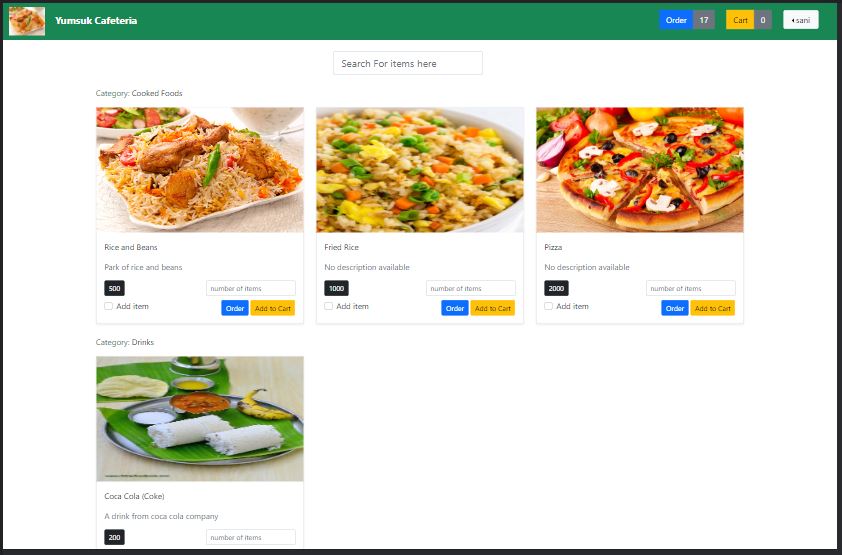 Yumsuk Cafeteria
Order 17 Cart 0 sani
Search For items here
Category: Cooked Foods
Rice and Beans
Park of rice and beans
500 number of items
Add item Order Add to Cart
Fried Rice
No description available
1000 number of items
Add item Order Add to Cart
Pizza
No description available
2000 number of items
Add item Order Add to Cart
Category: Drinks
Coca Cola (Coke)
A drink from coca cola company
200 number of items